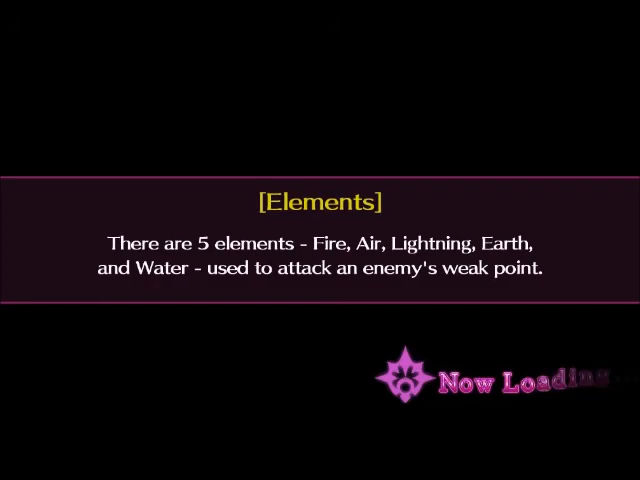 [Elements]
There are 5 elements - Fire, Air, Lightning, Earth,
and Water - used to attack an enemy's weak point.
Now Loading...